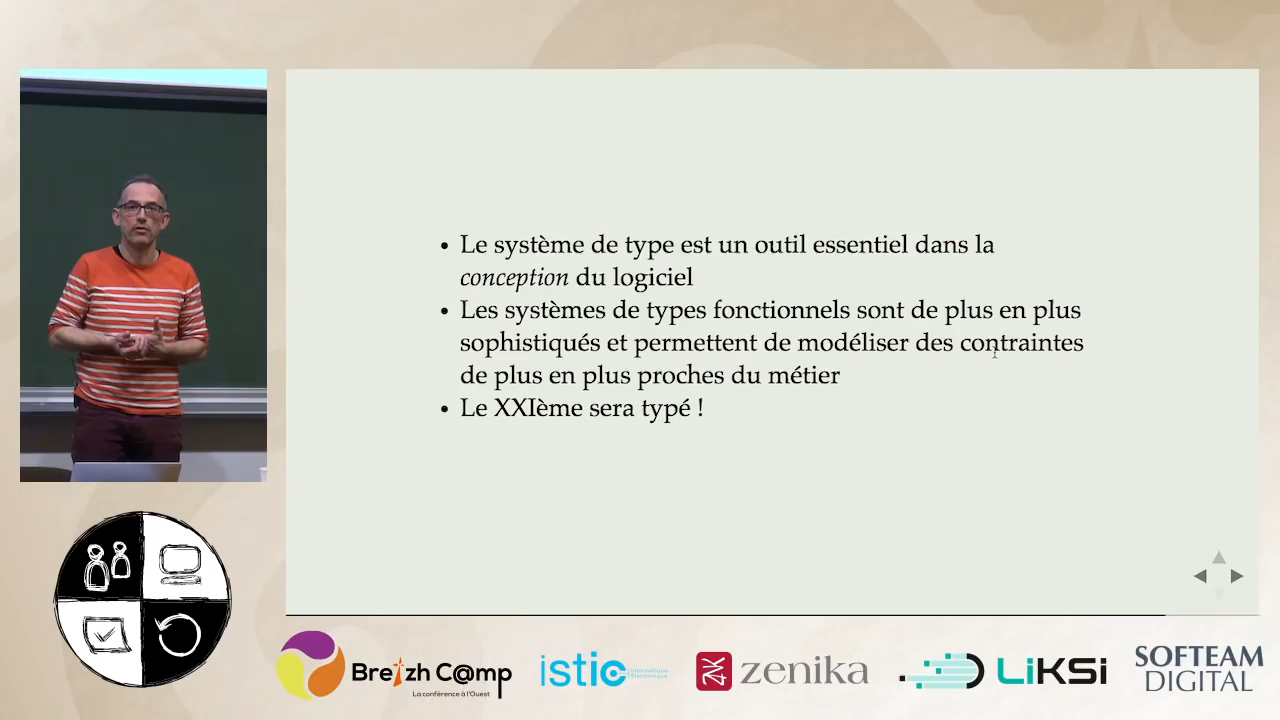 • Le système de type est un outil essentiel dans la
conception du logiciel
• Les systèmes de types fonctionnels sont de plus en plus
sophistiqués et permettent de modéliser des contraintes
de plus en plus proches du métier
• Le XXIème sera typé !
Breizh C@mp
La conférence à l'Ouest
istic
Informatique
Électronique
zenika
LiKSi
SOFTEAM
DIGITAL